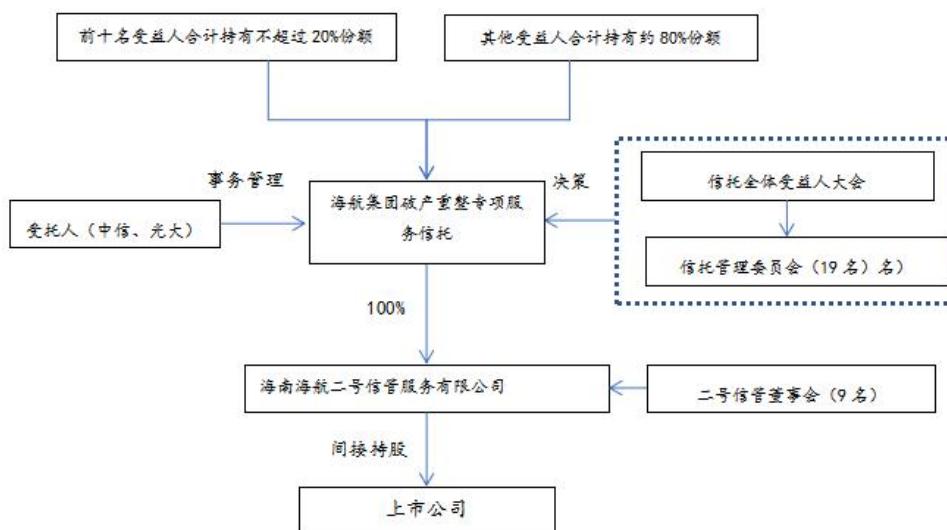 前十名受益人合计持有不超过20%份额
其他受益人合计持有约80%份额
事务管理
决策
信托全体受益人大会
受托人（中信、光大）
海航集团破产重整专项服
务信托
信托管理委员会（19名）名）
100%
海南海航二号信管服务有限公司
二号信管董事会（9名）
间接持股
上市公司